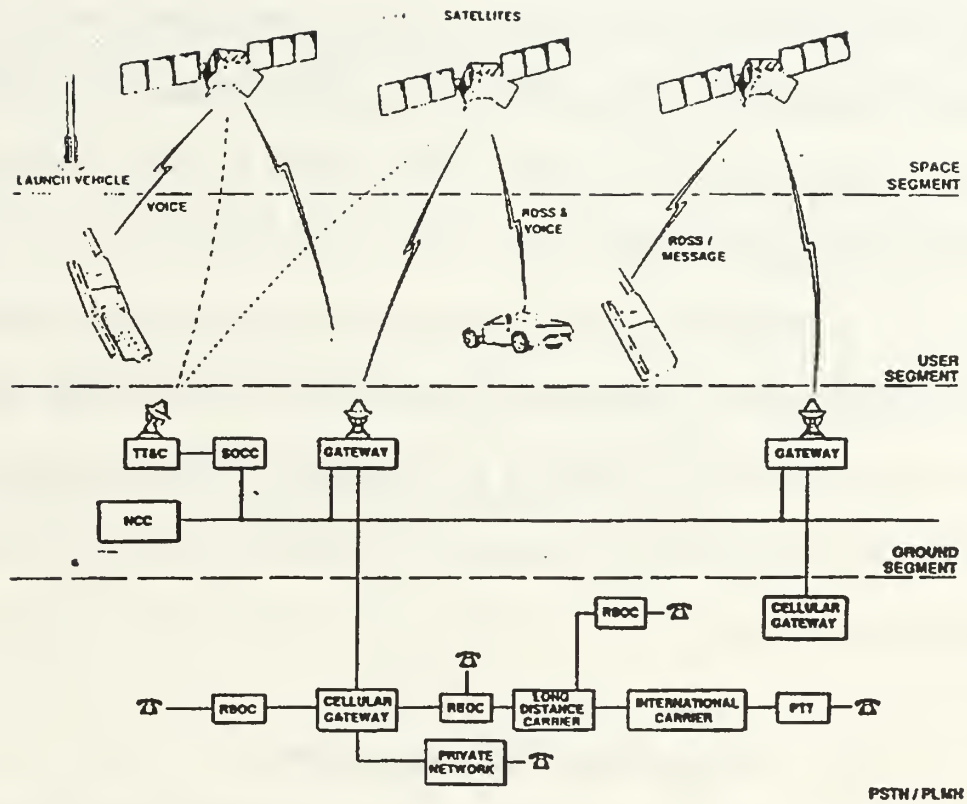 SATELLITES
LAUNCH VEHICLE
VOICE
SPACE
SEGMENT
RDSS &
VOICE
RDSS /
MESSAGE
USER
SEGMENT
TT&C
SOCC
GATEWAY
GATEWAY
NCC
GROUND
SEGMENT
RBOC
CELLULAR
GATEWAY
RBOC
CELLULAR
GATEWAY
RBOC
LONG
DISTANCE
CARRIER
INTERNATIONAL
CARRIER
PTT
PRIVATE
NETWORK
PSTN / PLMN